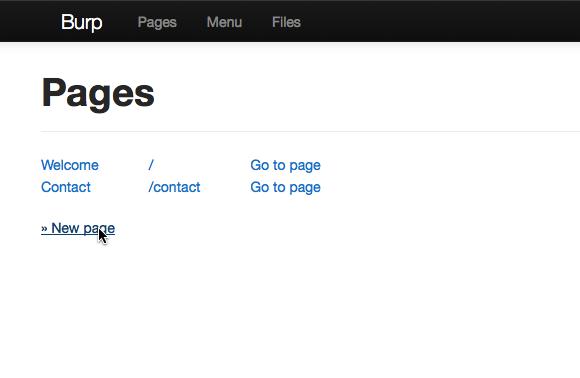 Burp Pages Menu Files
Pages
Welcome / Go to page
Contact /contact Go to page
» New page